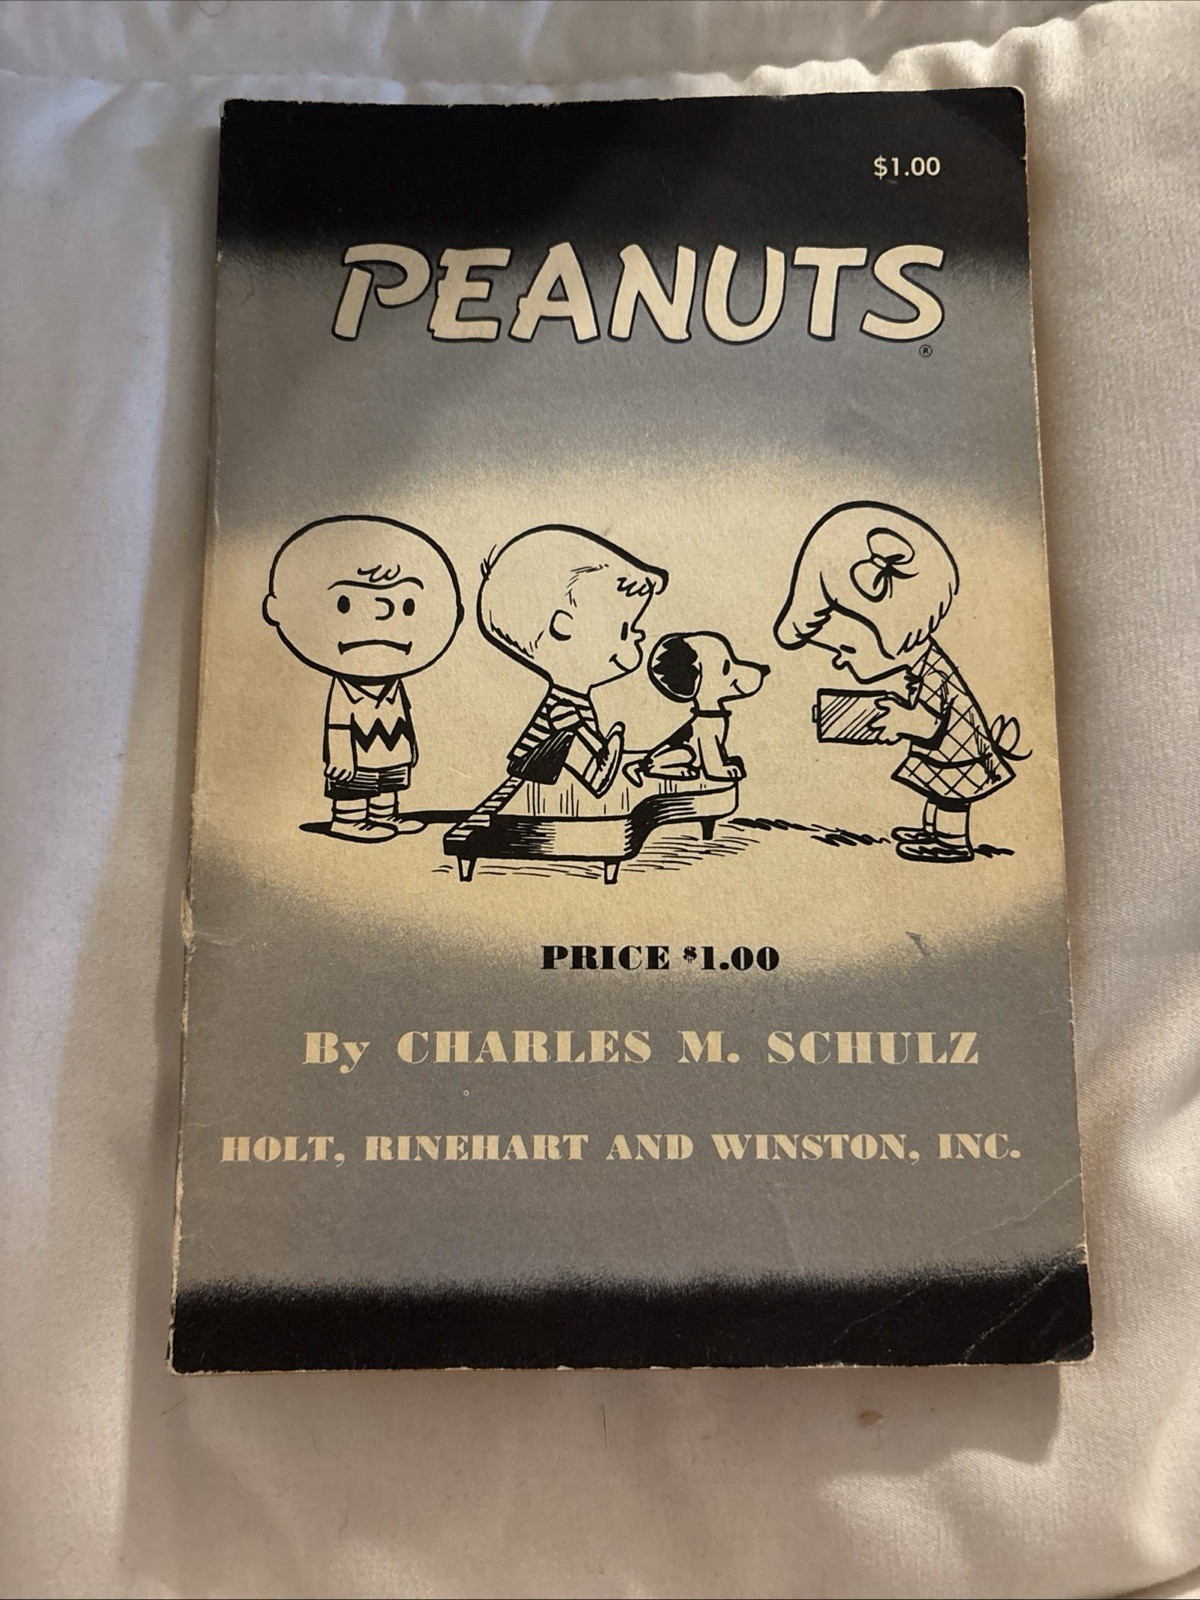 $1.00
PEANUTS
®
PRICE $1.00
By CHARLES M. SCHULZ
HOLT, RINEHART AND WINSTON, INC.